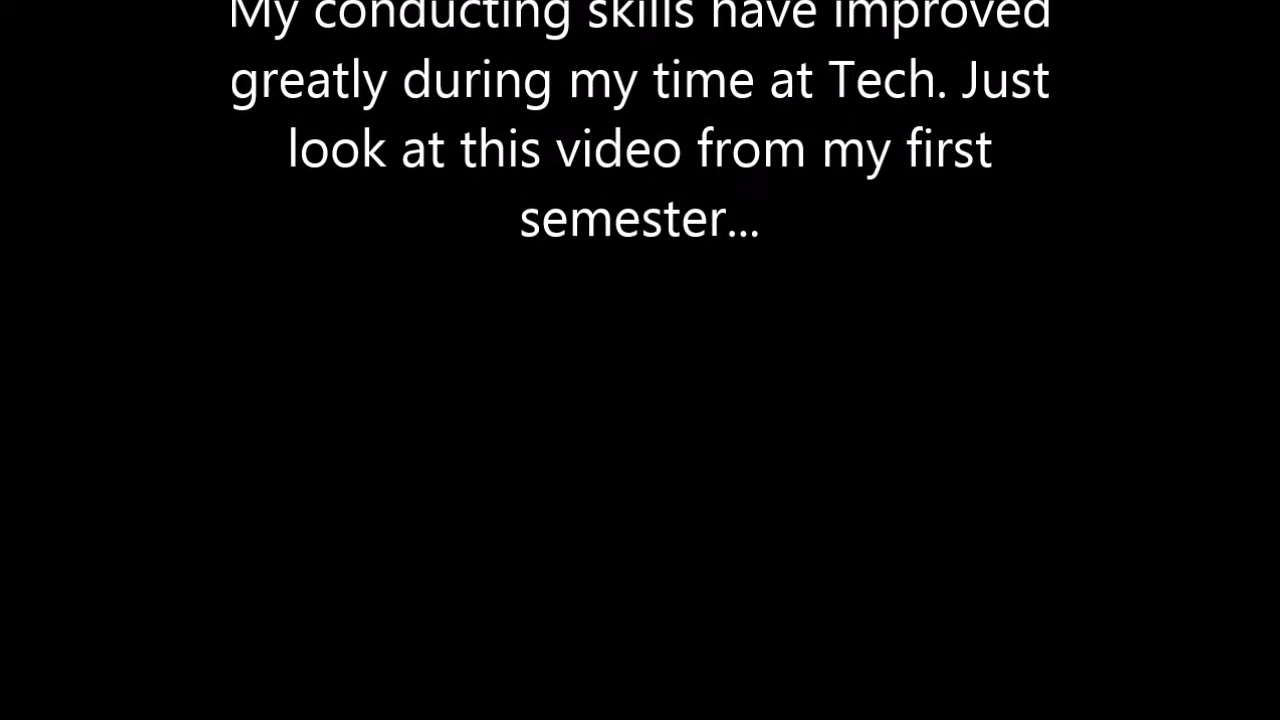 My conducting skills have improved
greatly during my time at Tech. Just
look at this video from my first
semester...